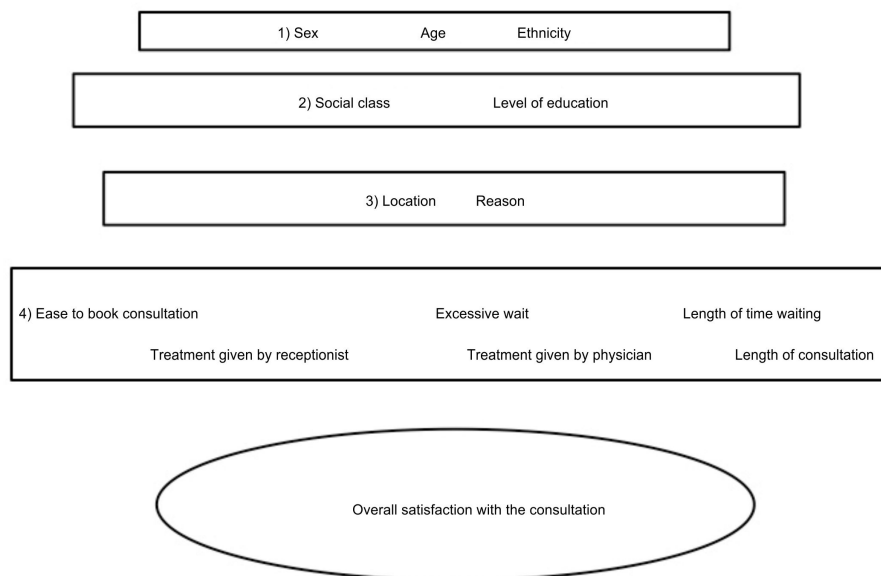 1) Sex Age Ethnicity
2) Social class Level of education
3) Location Reason
4) Ease to book consultation Excessive wait Length of time waiting
Treatment given by receptionist Treatment given by physician Length of consultation
Overall satisfaction with the consultation